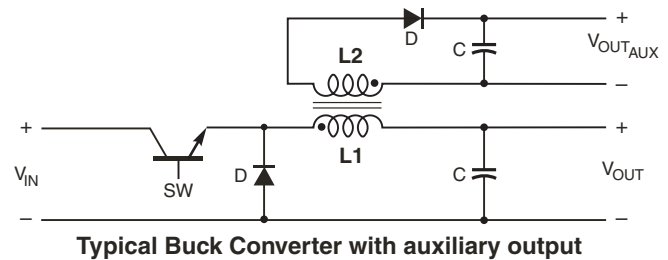 +
D
C
V_OUT_AUX
L2
−
+
+
L1
V_IN
SW
D
C
V_OUT
−
−
Typical Buck Converter with auxiliary output